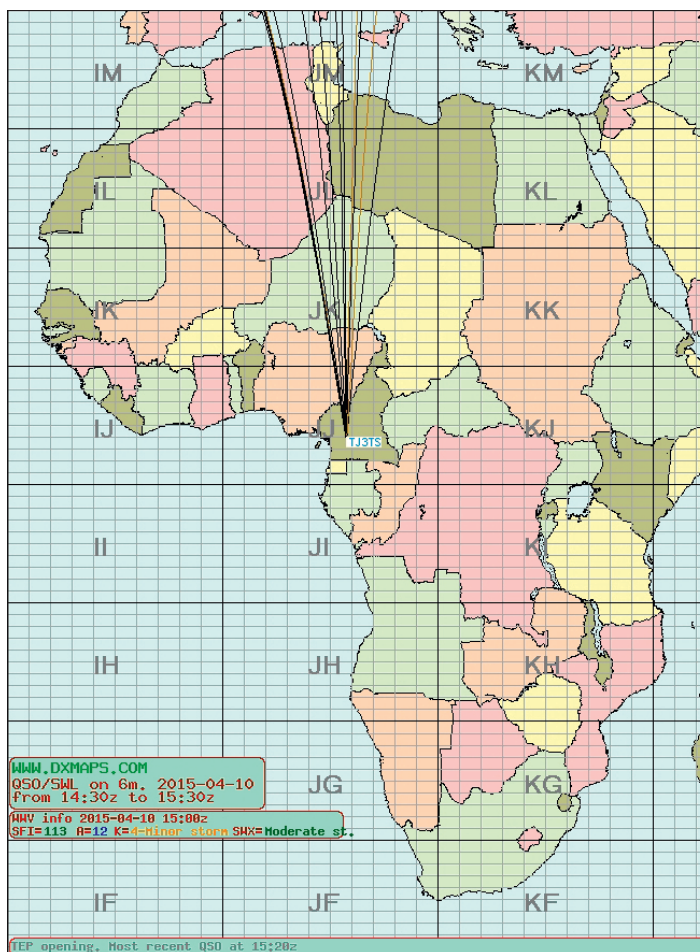 IM JM KM
IL JL KL
IK JK KK
IJ JJ KJ
TJ3TS
II JI KI
IH JH KH
JG KG
WWW.DXMAPS.COM
QSO/SWL on 6m. 2015-04-10
from 14:30z to 15:30z
WWV info 2015-04-10 15:00z
SFI=113 A=12 K=4-Minor storm SWX=Moderate st.
IF JF KF
TEP opening. Most recent QSO at 15:20z